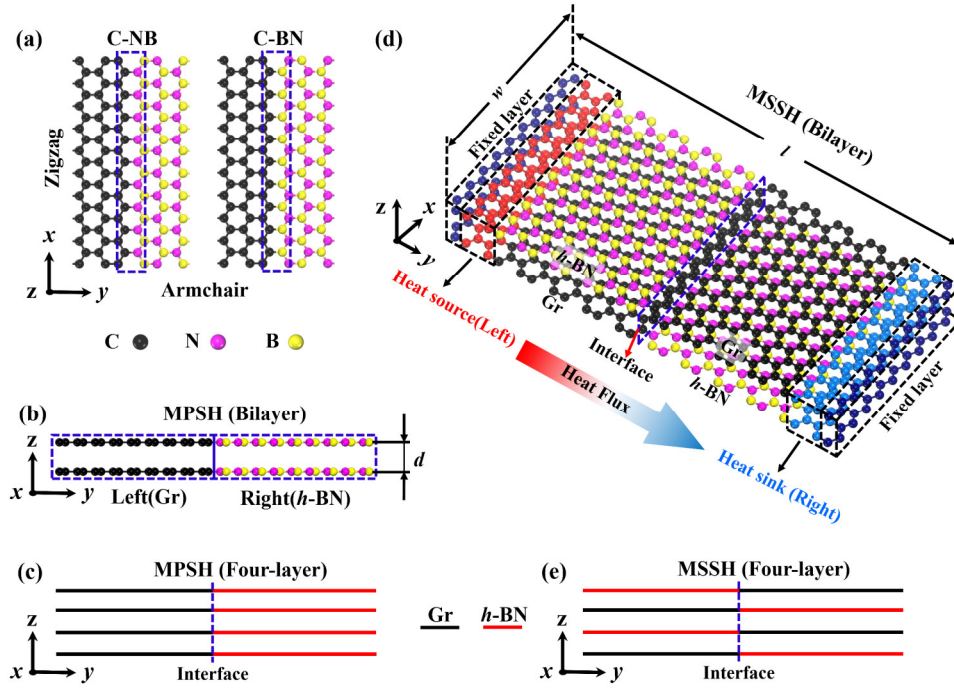 (a)
C-NB
C-BN
Zigzag
x
z
y
Armchair
C
N
B
(b)
MPSH (Bilayer)
z
x
y
d
Left(Gr)
Right(h-BN)
(c)
MPSH (Four-layer)
z
x
y
Interface
Gr
h-BN
(d)
w
Fixed layer
MSSH (Bilayer)
l
z
x
y
h-BN
Gr
Heat source(Left)
Interface
Heat Flux
Gr
h-BN
Fixed layer
Heat sink (Right)
(e)
MSSH (Four-layer)
z
x
y
Interface